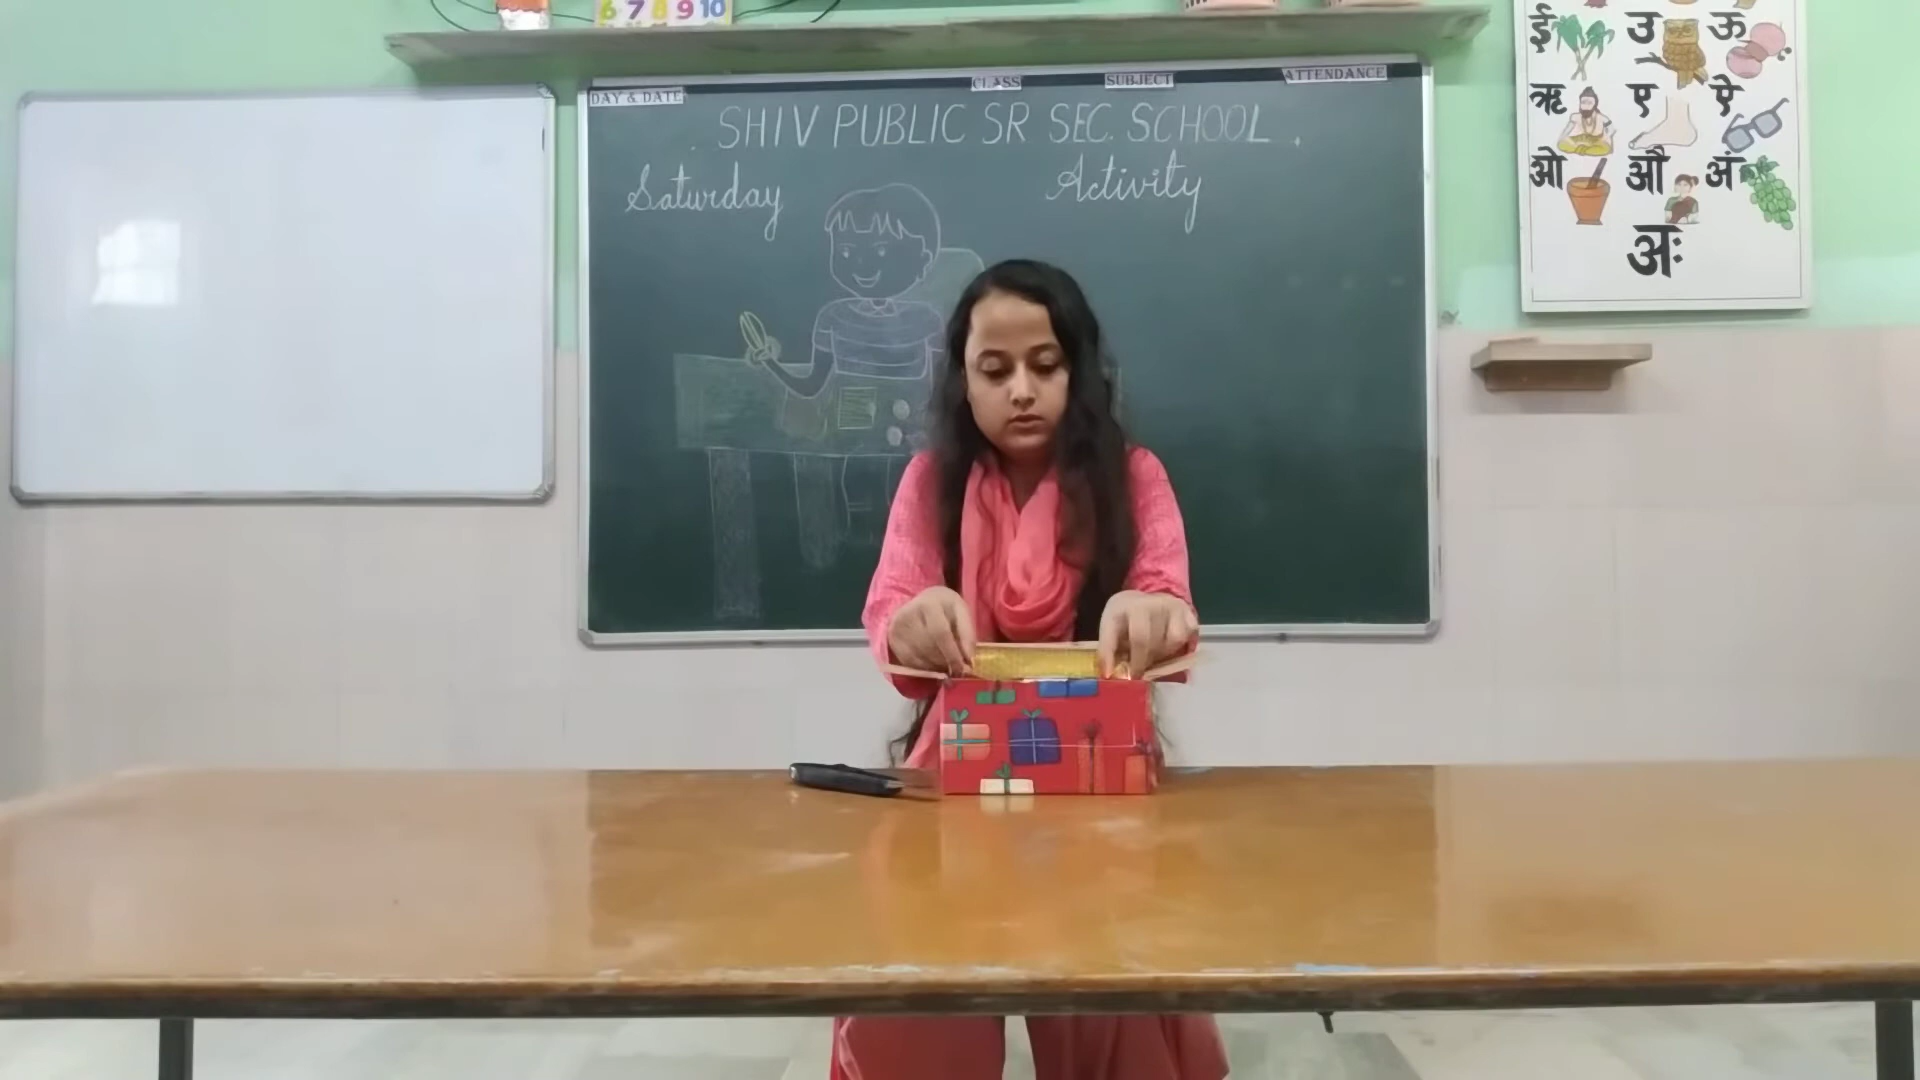 6 7 8 9 10
DAY & DATE CLASS SUBJECT ATTENDANCE
SHIV PUBLIC SR SEC. SCHOOL.
Saturday Activity
ई उ ऊ
ऋ ए ऐ
ओ औ अं
अः